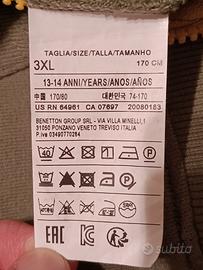 TAGLIA/SIZE/TALLA/TAMANHO
3XL 170 CM
13-14 ANNI/YEARS/ANOS/AÑOS
中国 170/80 대한민국 74-170
US RN 64961 CA 07697 20080183
BENETTON GROUP SRL - VIA VILLA MINELLI,1
31050 PONZANO VENETO TREVISO ITALIA
P.iva 03490770264
EAC
subito